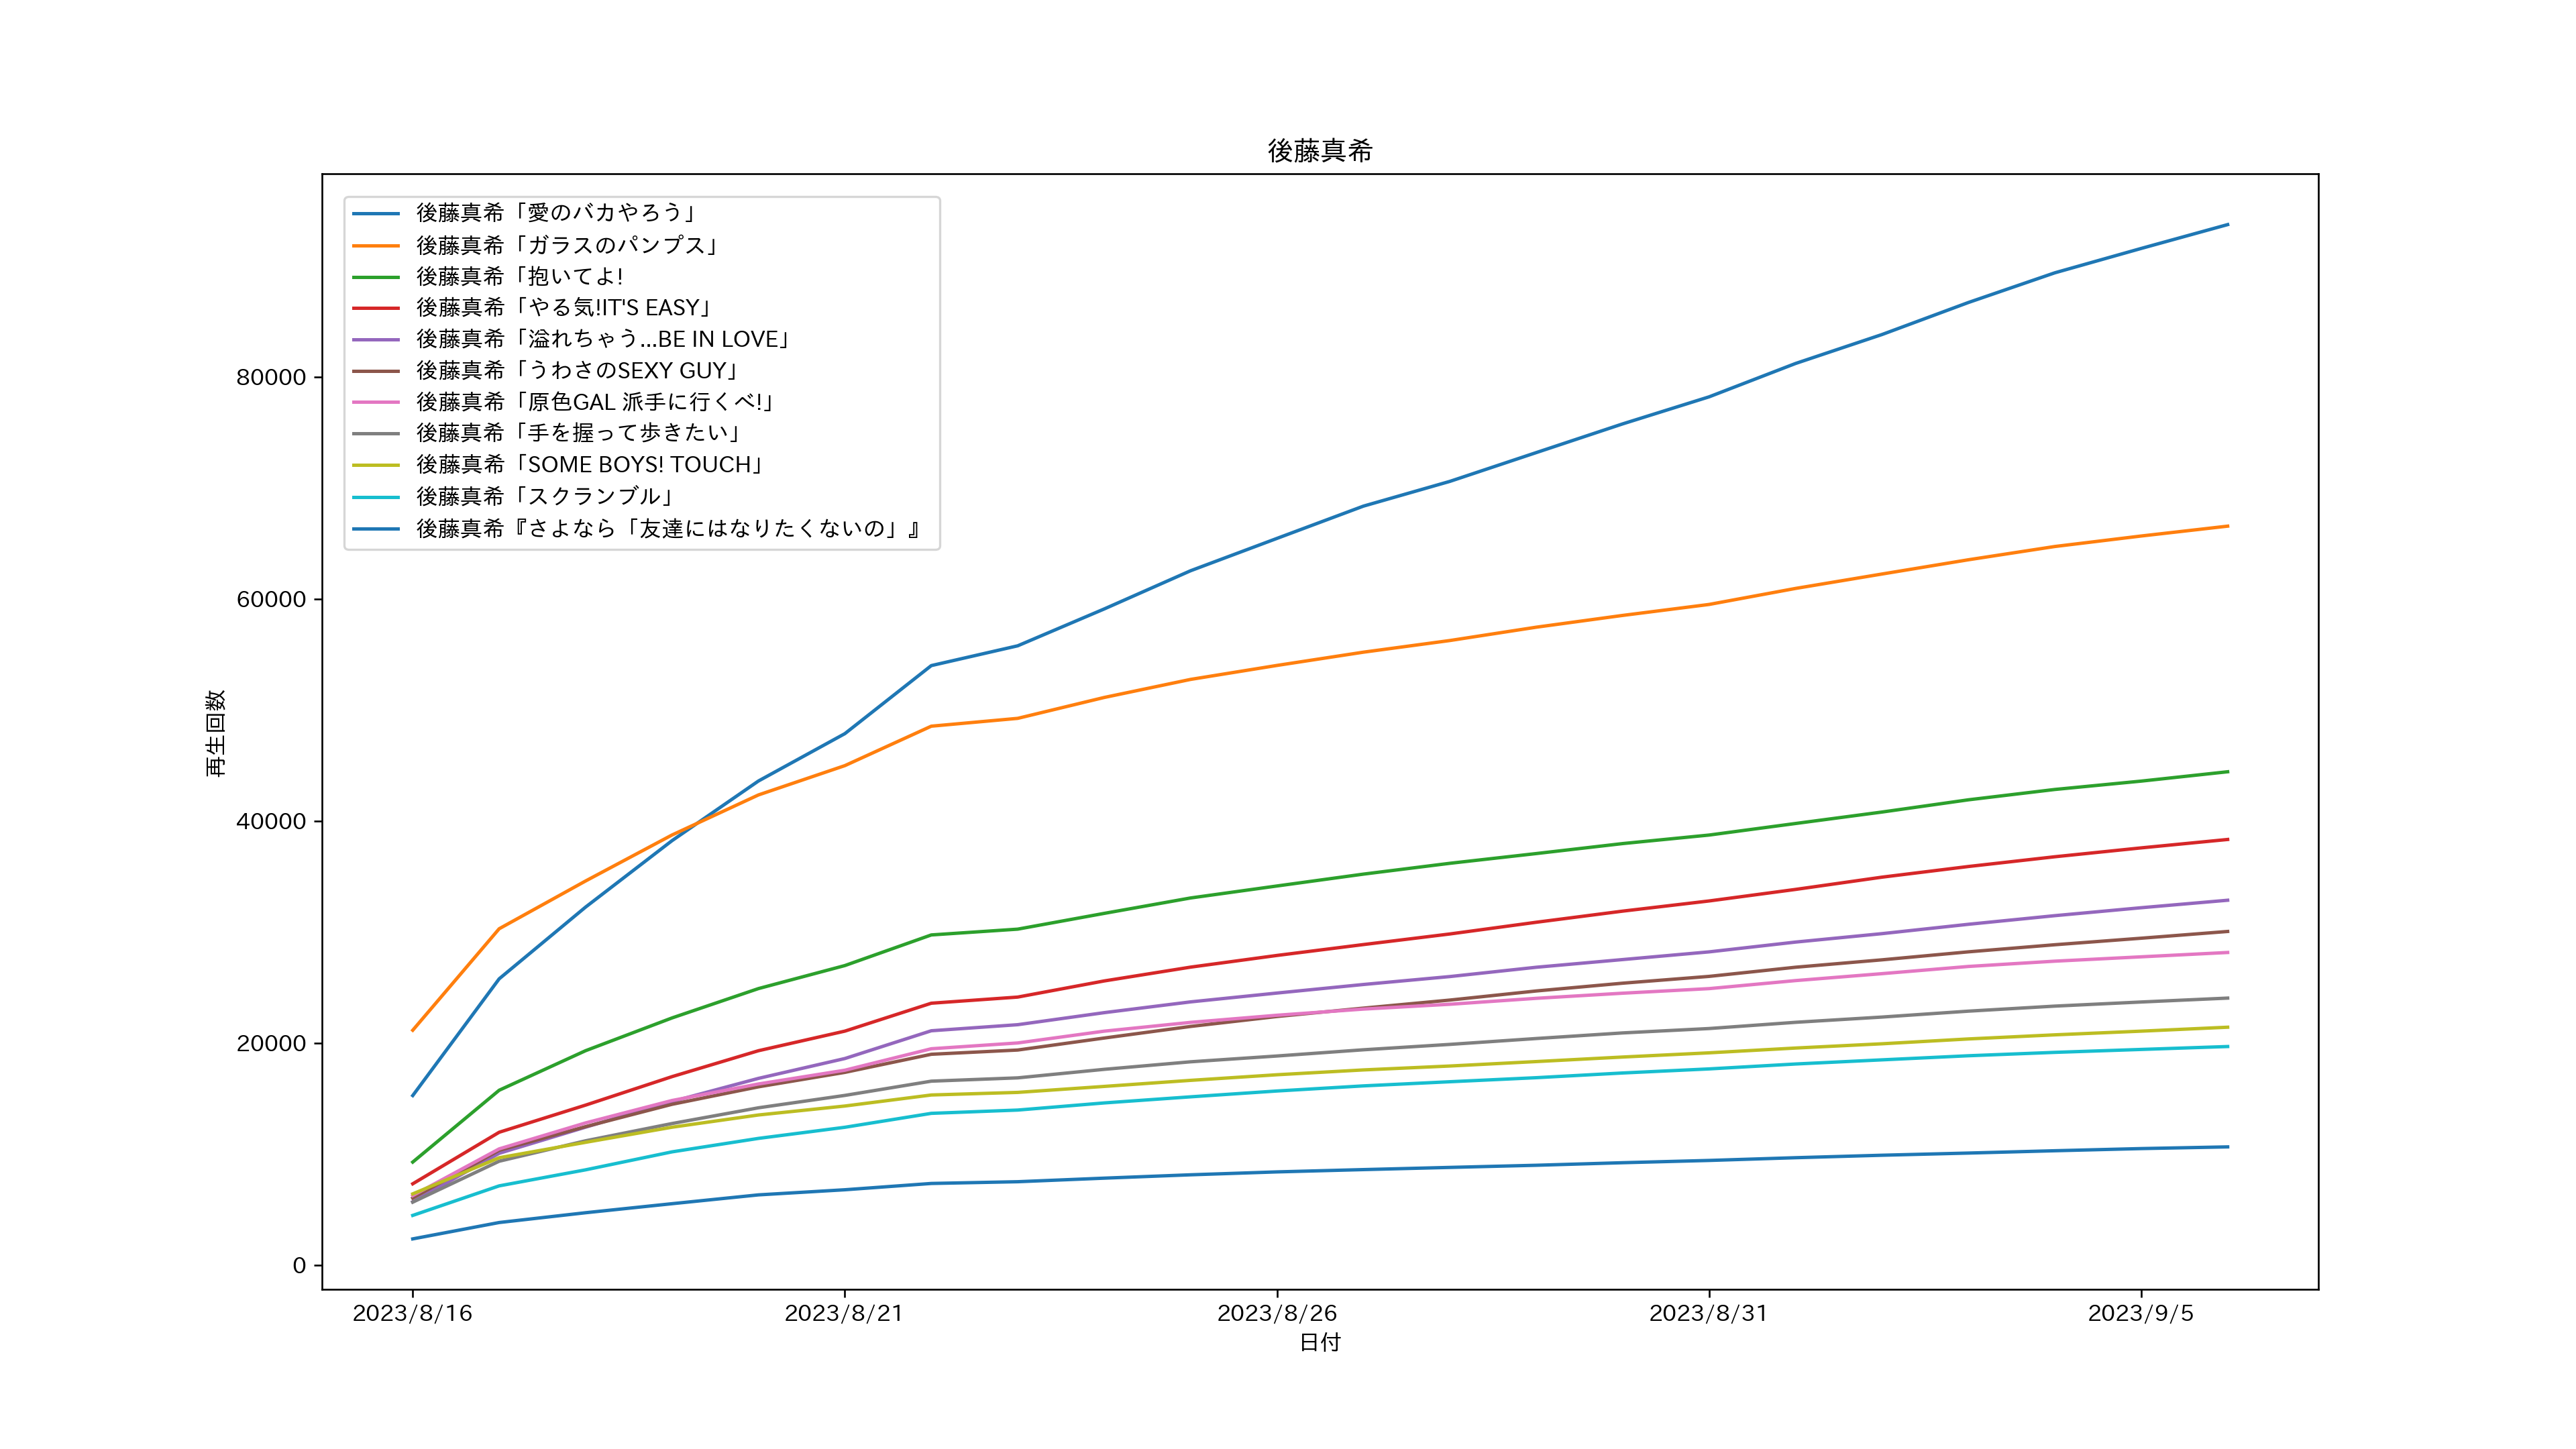 後藤真希
後藤真希「愛のバカやろう」
後藤真希「ガラスのパンプス」
後藤真希「抱いてよ!
後藤真希「やる気!IT'S EASY」
後藤真希「溢れちゃう...BE IN LOVE」
後藤真希「うわさのSEXY GUY」
後藤真希「原色GAL 派手に行くべ!」
後藤真希「手を握って歩きたい」
後藤真希「SOME BOYS! TOUCH」
後藤真希「スクランブル」
後藤真希『さよなら「友達にはなりたくないの」』
再生回数
80000
60000
40000
20000
0
2023/8/16
2023/8/21
2023/8/26
2023/8/31
2023/9/5
日付